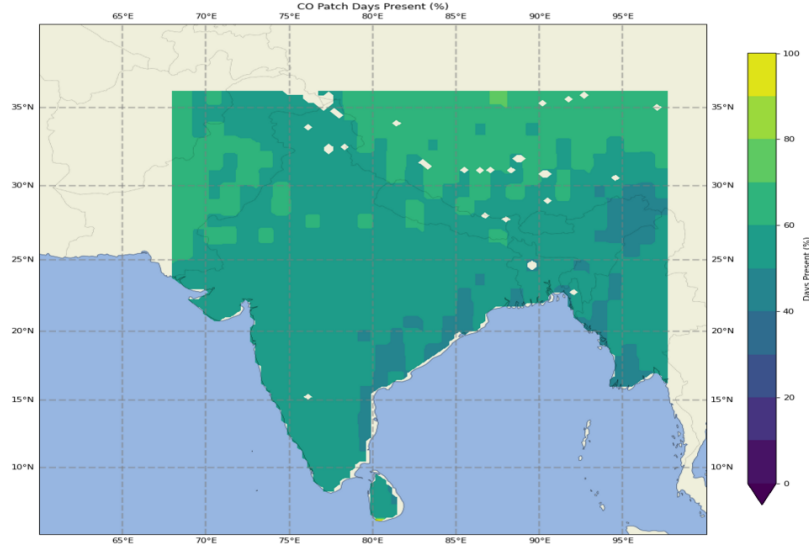 CO Patch Days Present (%)
65°E 70°E 75°E 80°E 85°E 90°E 95°E
35°N 35°N
30°N 30°N
25°N 25°N
20°N 20°N
15°N 15°N
10°N 10°N
65°E 70°E 75°E 80°E 85°E 90°E 95°E
100
80
60
40
20
0
Days Present (%)